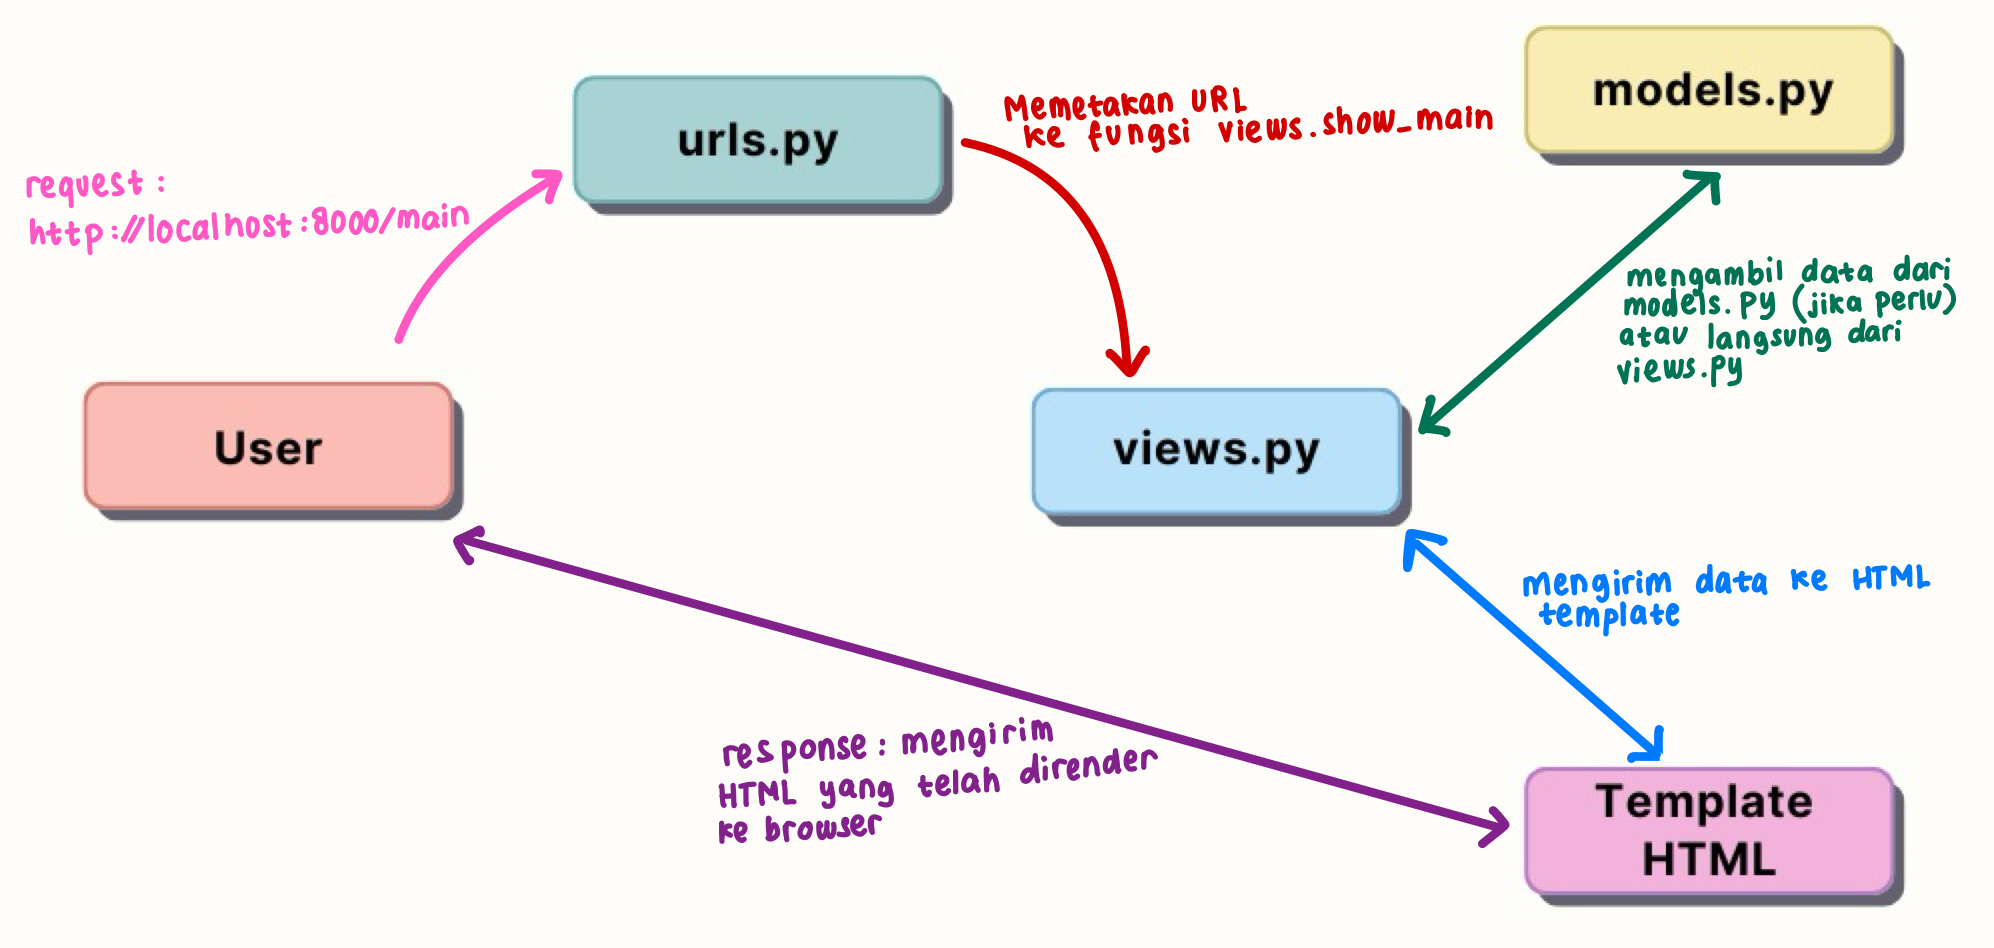 models.py
urls.py
Memetakan URL
ke fungsi views.show_main
request :
http://localhost:8000/main
mengambil data dari
models.py (jika perlu)
atau langsung dari
views.py
User
views.py
mengirim data ke HTML
template
response : mengirim
HTML yang telah dirender
ke browser
Template
HTML